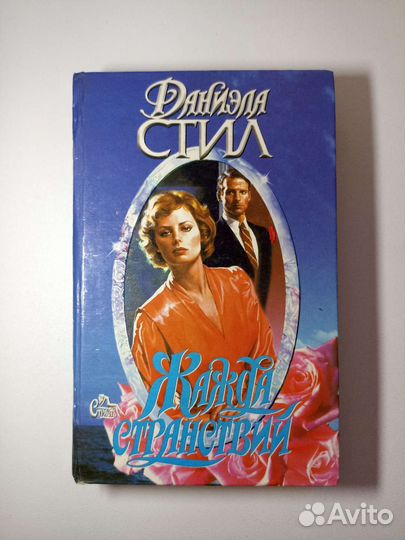 Даниэла
СТИЛ
Жажда
странствий
Avito